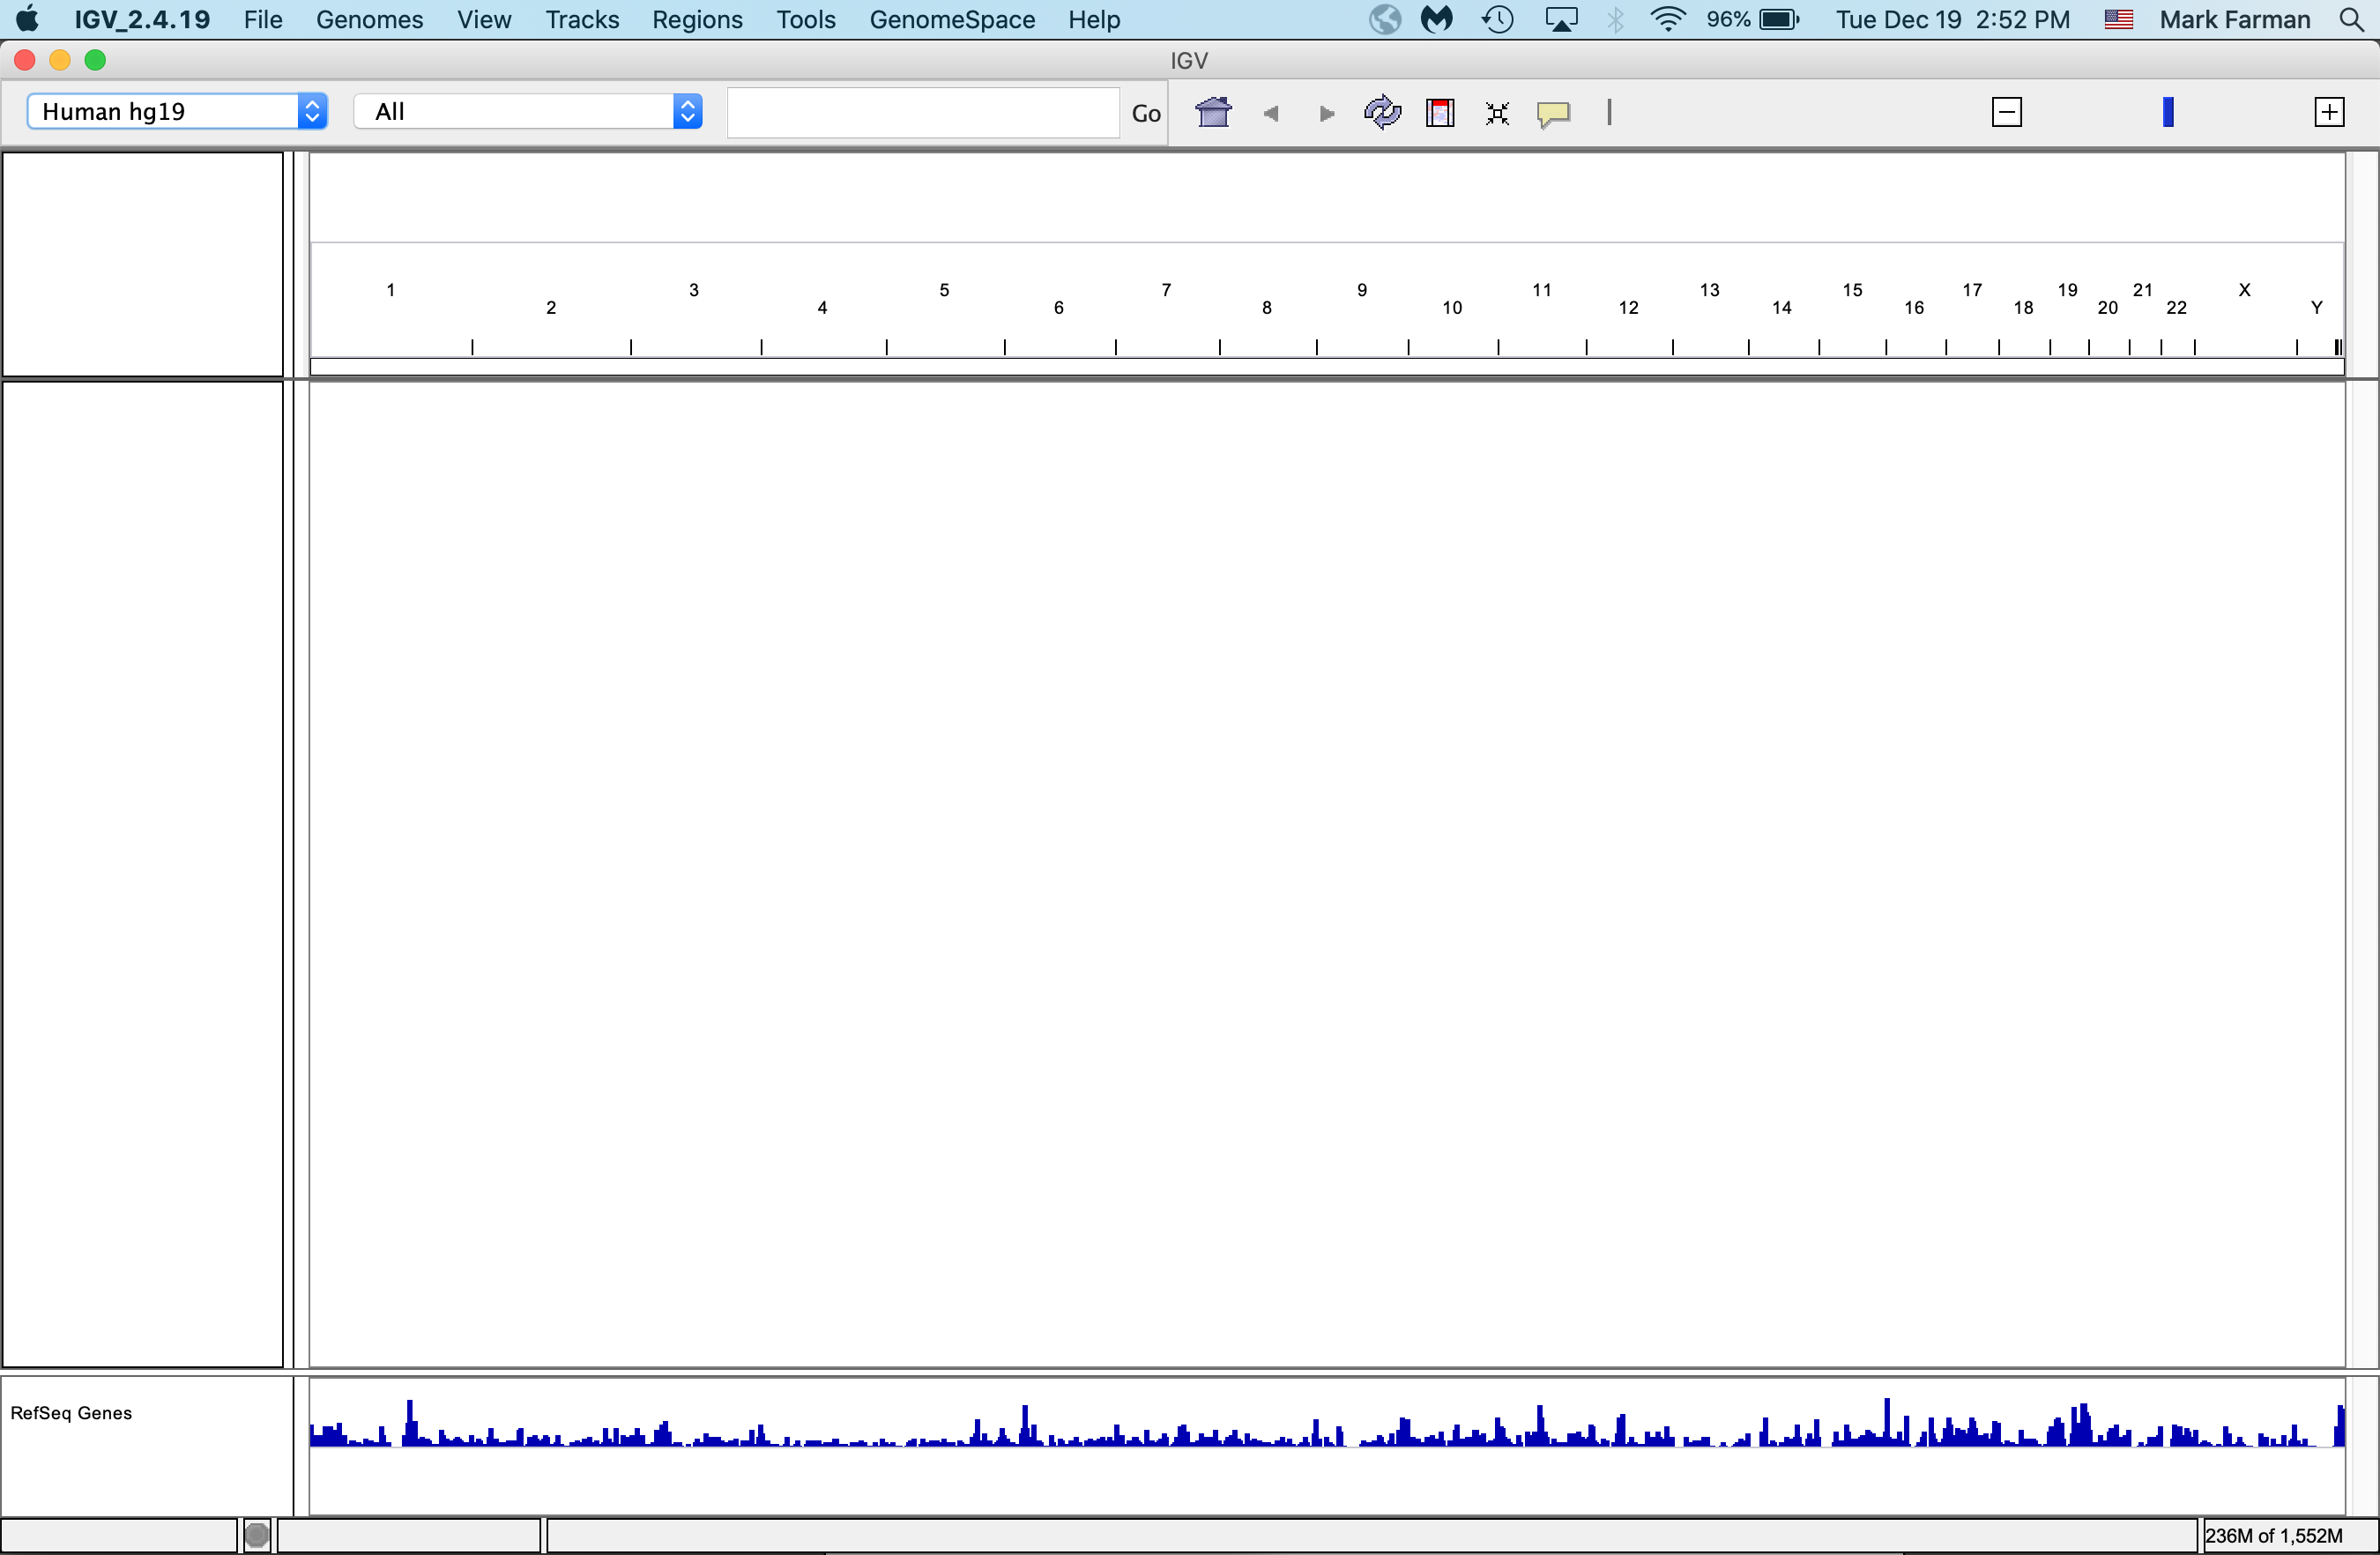 IGV_2.4.19 File Genomes View Tracks Regions Tools GenomeSpace Help 96% Tue Dec 19 2:52 PM Mark Farman
IGV
Human hg19 All Go
1 3 5 7 9 11 13 15 17 19 21 X
2 4 6 8 10 12 14 16 18 20 22 Y
RefSeq Genes
236M of 1,552M